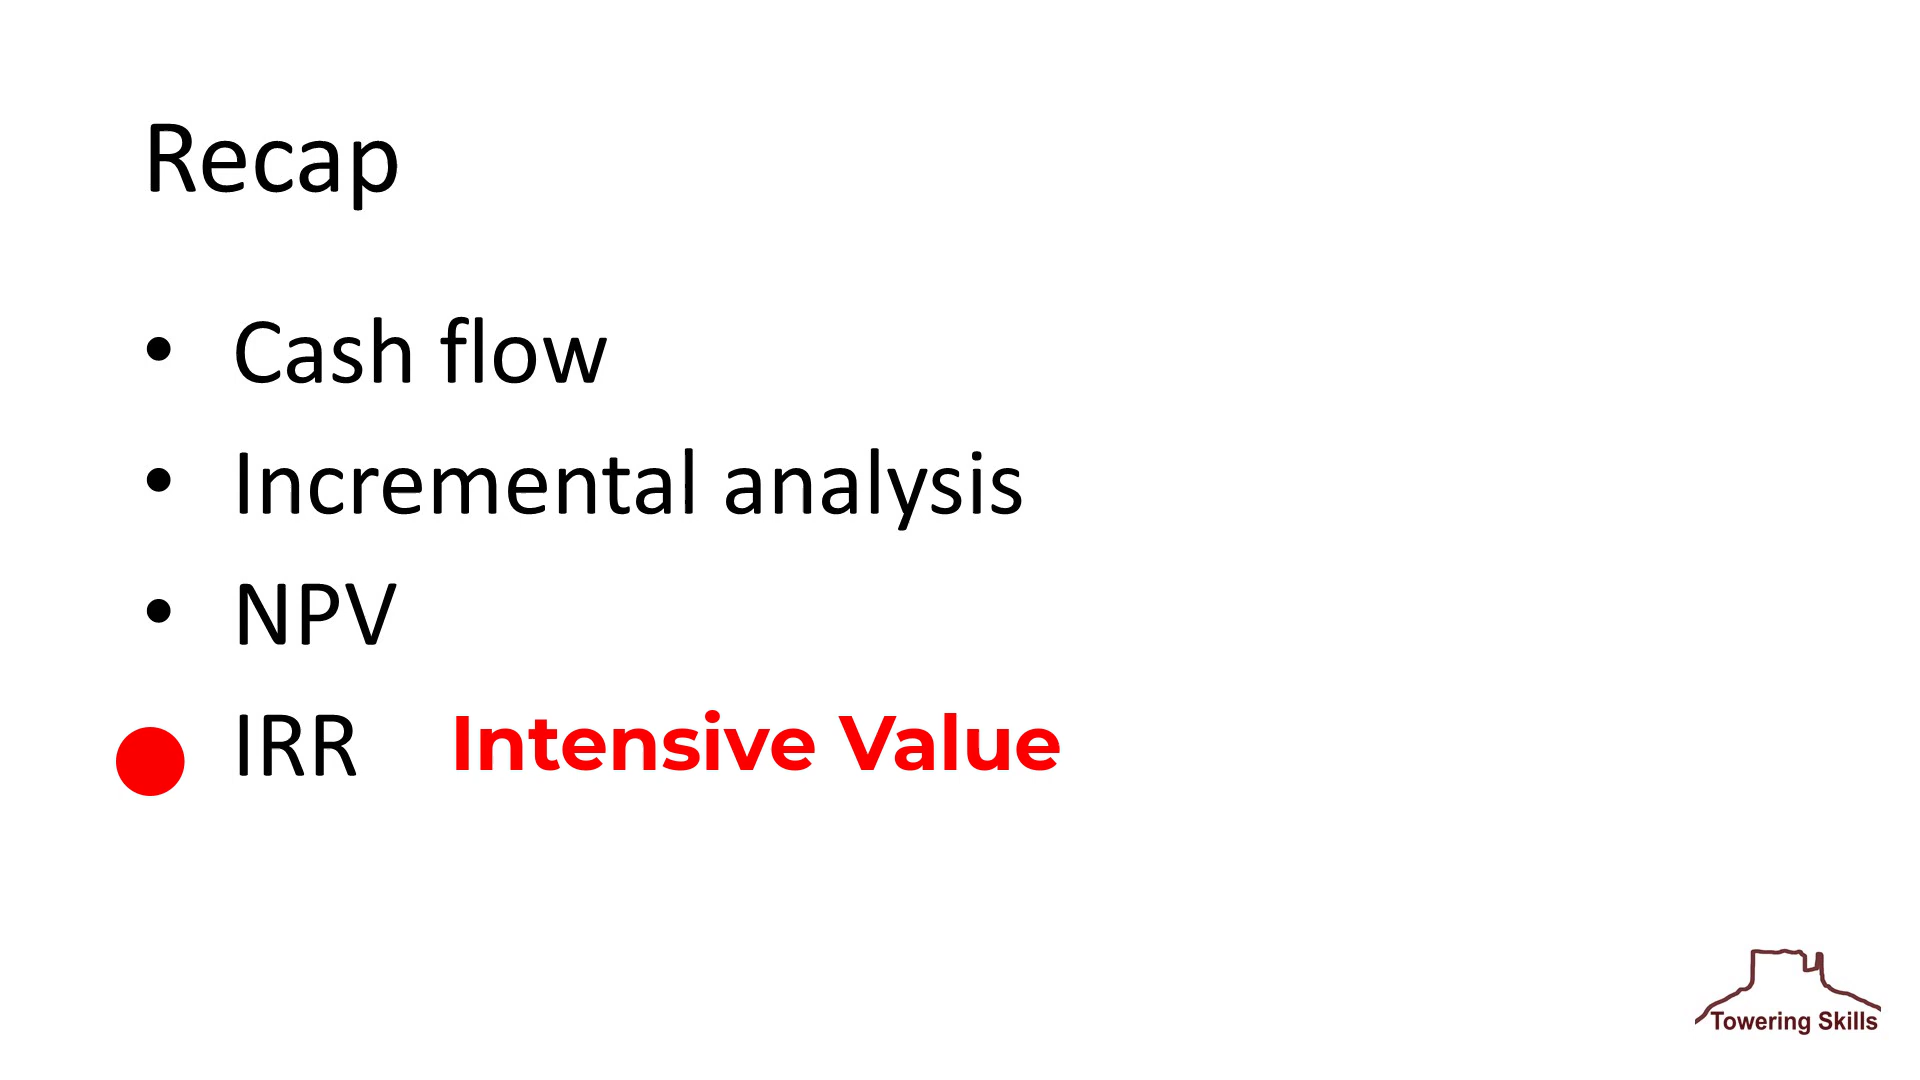 Recap
• Cash flow
• Incremental analysis
• NPV
• IRR Intensive Value
Towering Skills